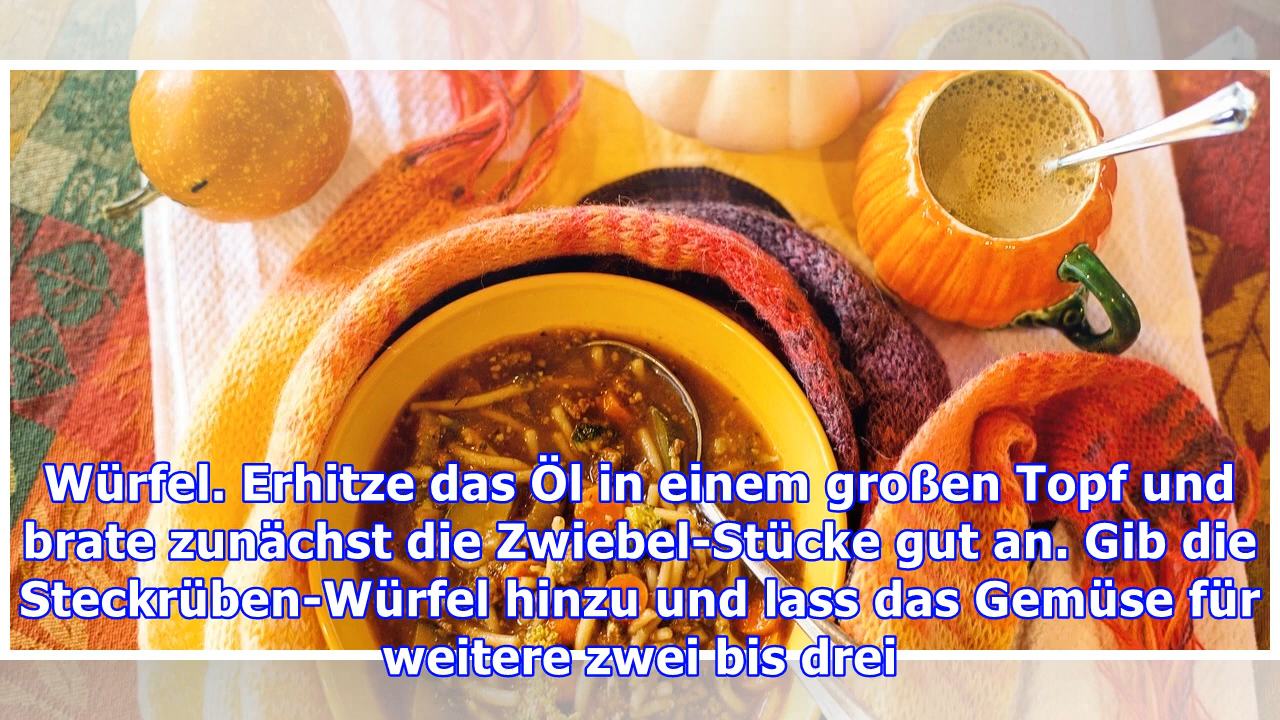 Würfel. Erhitze das Öl in einem großen Topf und
brate zunächst die Zwiebel-Stücke gut an. Gib die
Steckrüben-Würfel hinzu und lass das Gemüse für
weitere zwei bis drei